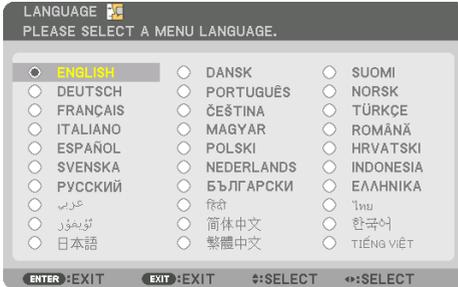 LANGUAGE
PLEASE SELECT A MENU LANGUAGE.
ENGLISH DANSK SUOMI
DEUTSCH PORTUGUÊS NORSK
FRANÇAIS ČEŠTINA TÜRKÇE
ITALIANO MAGYAR ROMÂNĂ
ESPAÑOL POLSKI HRVATSKI
SVENSKA NEDERLANDS INDONESIA
РУССКИЙ БЪЛГАРСКИ ΕΛΛΗΝΙΚΑ
عربي हिंदी ไทย
ئۇيغۇر 简体中文 한국어
日本語 繁體中文 TIẾNG VIỆT
ENTER:EXIT EXIT:EXIT ◆:SELECT ◆:SELECT